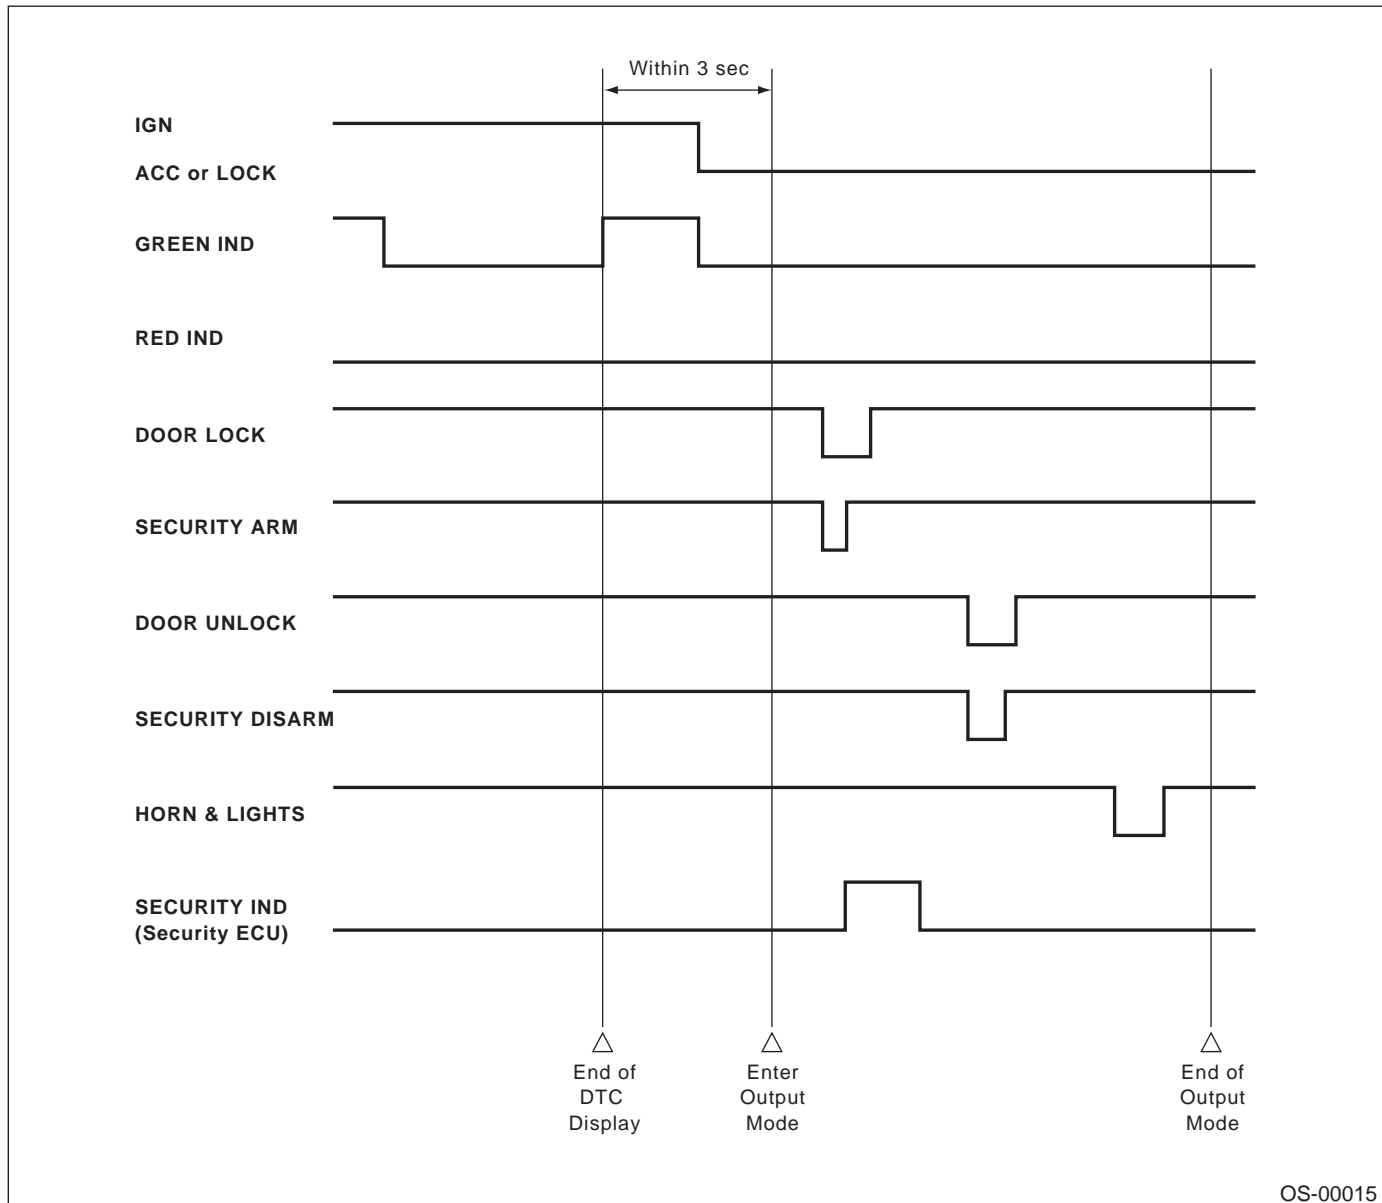 Within 3 sec
IGN
ACC or LOCK
GREEN IND
RED IND
DOOR LOCK
SECURITY ARM
DOOR UNLOCK
SECURITY DISARM
HORN & LIGHTS
SECURITY IND
(Security ECU)
End of
DTC
Display
Enter
Output
Mode
End of
Output
Mode
OS-00015